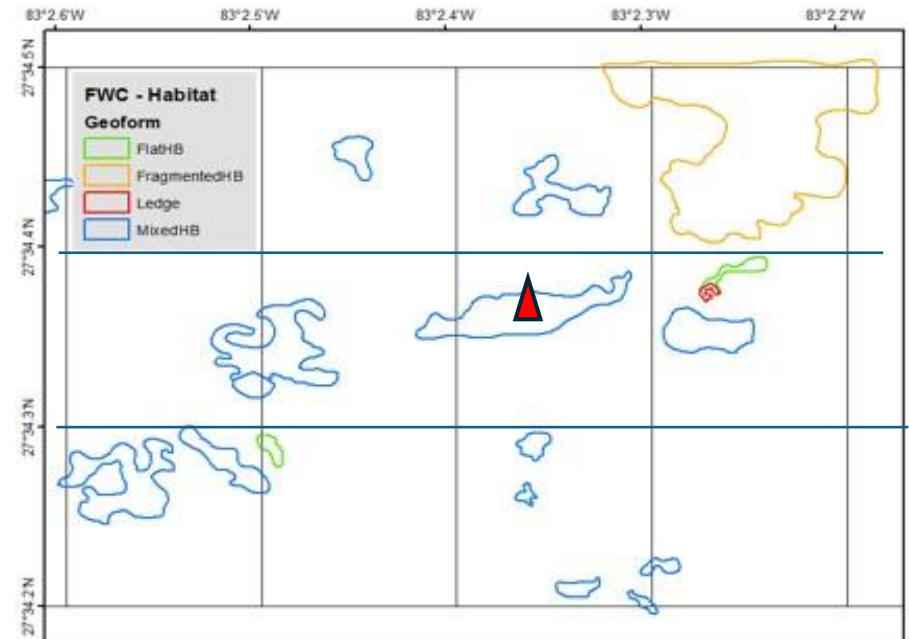 83°2.6'W 83°2.5'W 83°2.4'W 83°2.3'W 83°2.2'W
27°34.5'N
FWC - Habitat
Geoform
FlatHB
FragmentedHB
Ledge
MixedHB
27°34.4'N
27°34.3'N
27°34.2'N